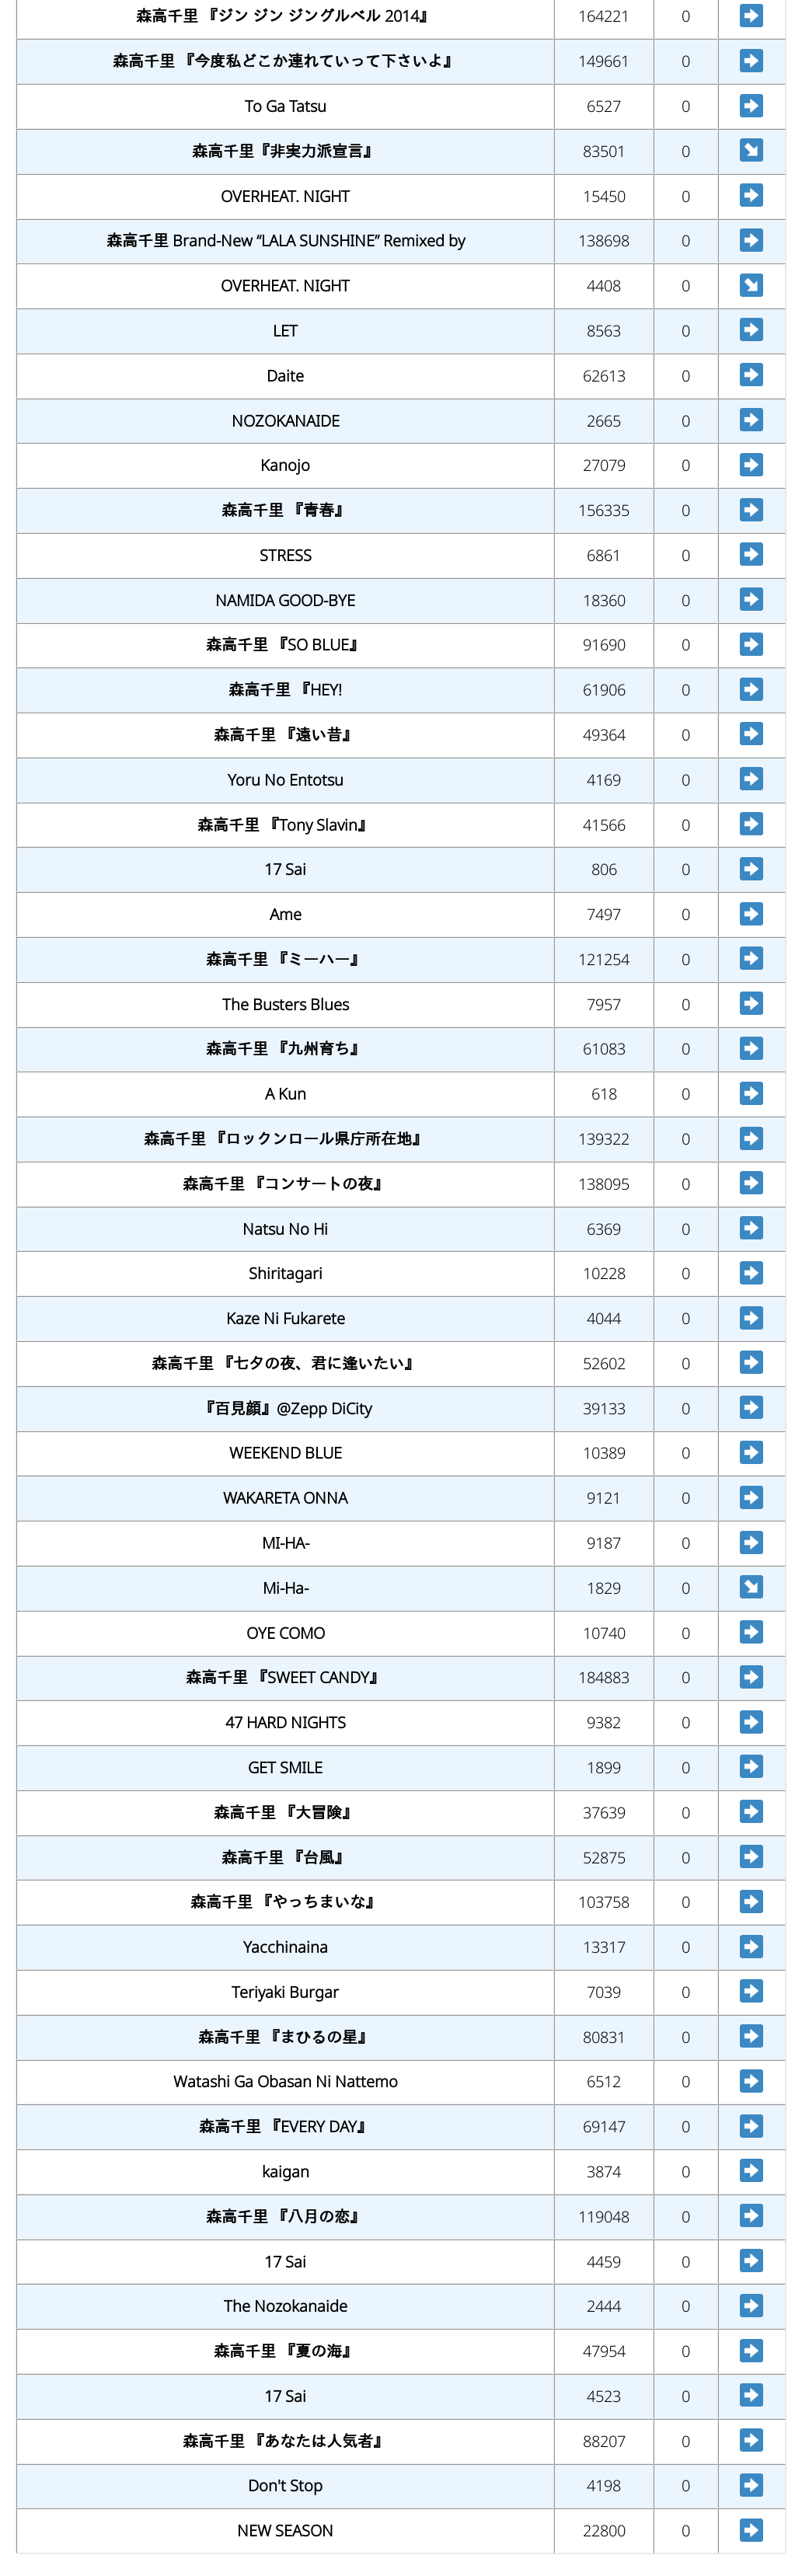 森高千里 『ジン ジン ジングルベル 2014』 164221 0 ➡
森高千里 『今度私どこか連れていって下さいよ』 149661 0 ➡
To Ga Tatsu 6527 0 ➡
森高千里『非実力派宣言』 83501 0 ↘
OVERHEAT. NIGHT 15450 0 ➡
森高千里 Brand-New “LALA SUNSHINE” Remixed by 138698 0 ➡
OVERHEAT. NIGHT 4408 0 ↘
LET 8563 0 ➡
Daite 62613 0 ➡
NOZOKANAIDE 2665 0 ➡
Kanojo 27079 0 ➡
森高千里 『青春』 156335 0 ➡
STRESS 6861 0 ➡
NAMIDA GOOD-BYE 18360 0 ➡
森高千里 『SO BLUE』 91690 0 ➡
森高千里 『HEY! 61906 0 ➡
森高千里 『遠い昔』 49364 0 ➡
Yoru No Entotsu 4169 0 ➡
森高千里 『Tony Slavin』 41566 0 ➡
17 Sai 806 0 ➡
Ame 7497 0 ➡
森高千里 『ミーハー』 121254 0 ➡
The Busters Blues 7957 0 ➡
森高千里 『九州育ち』 61083 0 ➡
A Kun 618 0 ➡
森高千里 『ロックンロール県庁所在地』 139322 0 ➡
森高千里 『コンサートの夜』 138095 0 ➡
Natsu No Hi 6369 0 ➡
Shiritagari 10228 0 ➡
Kaze Ni Fukarete 4044 0 ➡
森高千里 『七夕の夜、君に逢いたい』 52602 0 ➡
『百見顔』@Zepp DiCity 39133 0 ➡
WEEKEND BLUE 10389 0 ➡
WAKARETA ONNA 9121 0 ➡
MI-HA- 9187 0 ➡
Mi-Ha- 1829 0 ↘
OYE COMO 10740 0 ➡
森高千里 『SWEET CANDY』 184883 0 ➡
47 HARD NIGHTS 9382 0 ➡
GET SMILE 1899 0 ➡
森高千里 『大冒険』 37639 0 ➡
森高千里 『台風』 52875 0 ➡
森高千里 『やっちまいな』 103758 0 ➡
Yacchinaina 13317 0 ➡
Teriyaki Burgar 7039 0 ➡
森高千里 『まひるの星』 80831 0 ➡
Watashi Ga Obasan Ni Nattemo 6512 0 ➡
森高千里 『EVERY DAY』 69147 0 ➡
kaigan 3874 0 ➡
森高千里 『八月の恋』 119048 0 ➡
17 Sai 4459 0 ➡
The Nozokanaide 2444 0 ➡
森高千里 『夏の海』 47954 0 ➡
17 Sai 4523 0 ➡
森高千里 『あなたは人気者』 88207 0 ➡
Don't Stop 4198 0 ➡
NEW SEASON 22800 0 ➡